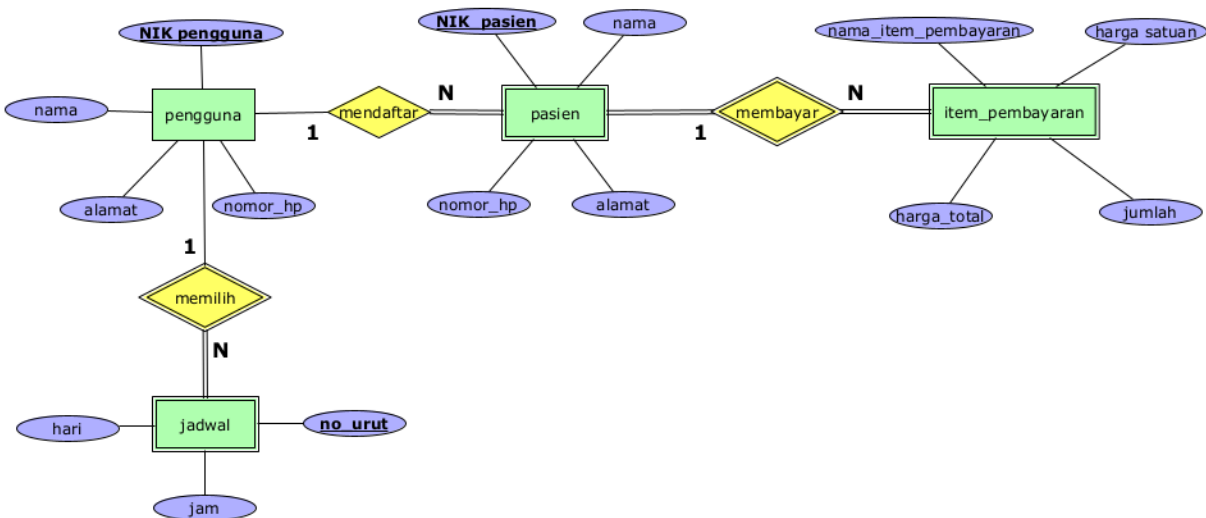 NIK pengguna
NIK_pasien
nama
nama_item_pembayaran
harga satuan
nama
pengguna
mendaftar
N
pasien
membayar
N
item_pembayaran
1
1
alamat
nomor_hp
nomor_hp
alamat
harga_total
jumlah
1
memilih
N
hari
jadwal
no_urut
jam